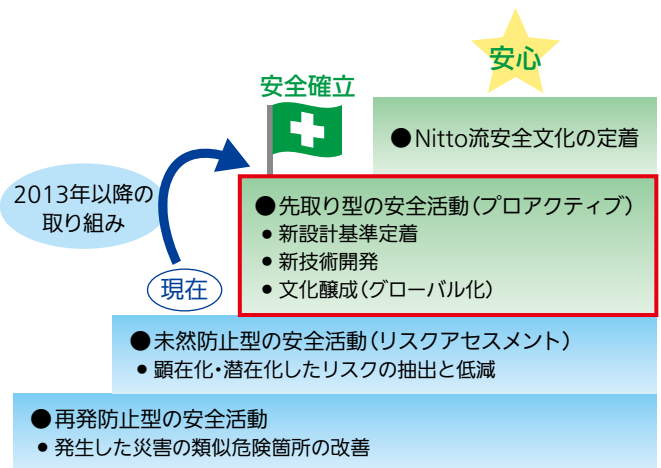 安心
安全確立
●Nitto流安全文化の定着
2013年以降の
取り組み
●先取り型の安全活動(プロアクティブ)
• 新設計基準定着
• 新技術開発
• 文化醸成(グローバル化)
現在
●未然防止型の安全活動(リスクアセスメント)
• 顕在化・潜在化したリスクの抽出と低減
●再発防止型の安全活動
• 発生した災害の類似危険箇所の改善